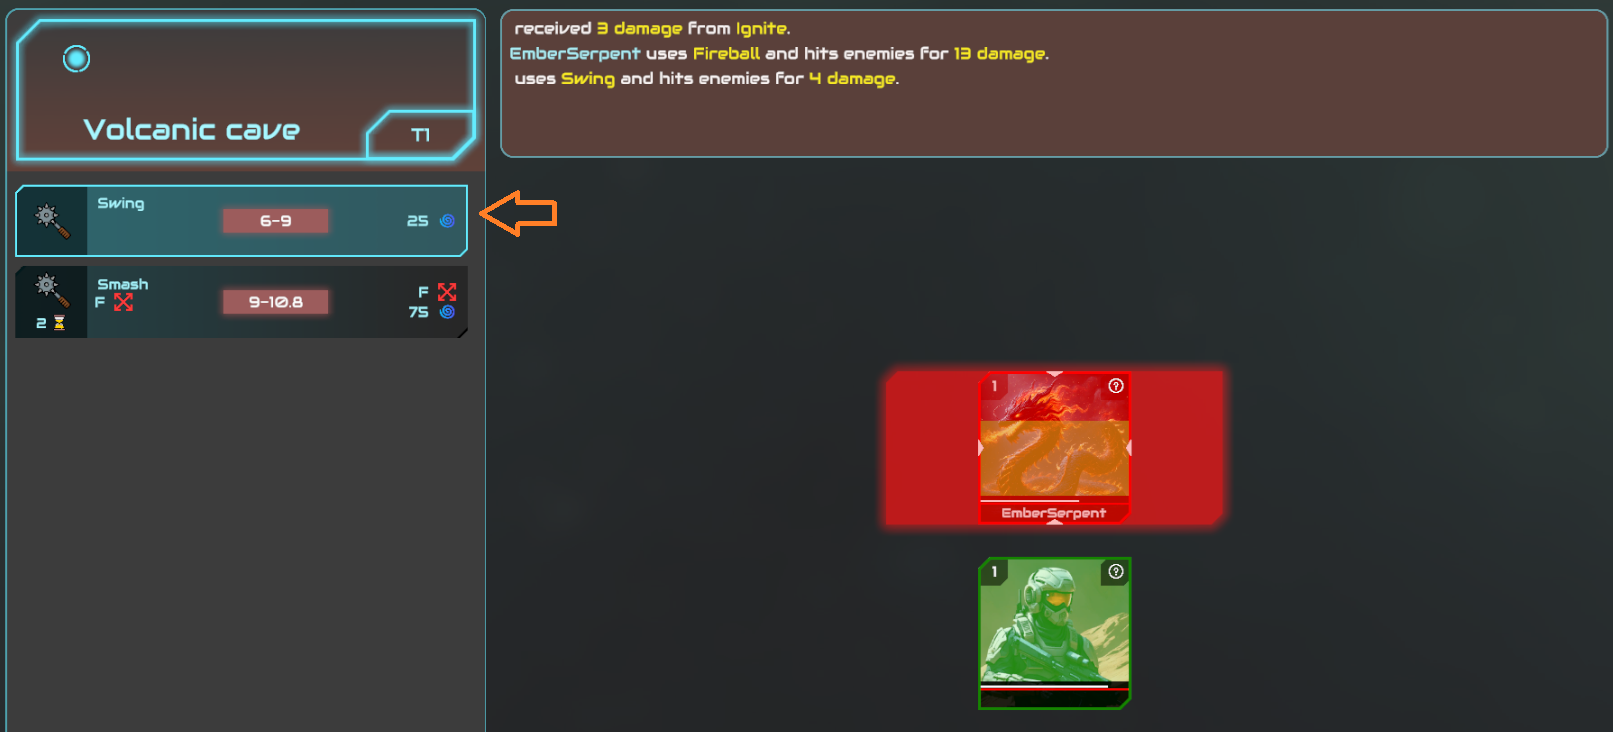 Volcanic cave
T1
received 3 damage from Ignite.
EmberSerpent uses Fireball and hits enemies for 13 damage.
uses Swing and hits enemies for 4 damage.
Swing
6-9
25
Smash
F
9-10.8
F
75
2
1
?
EmberSerpent
1
?